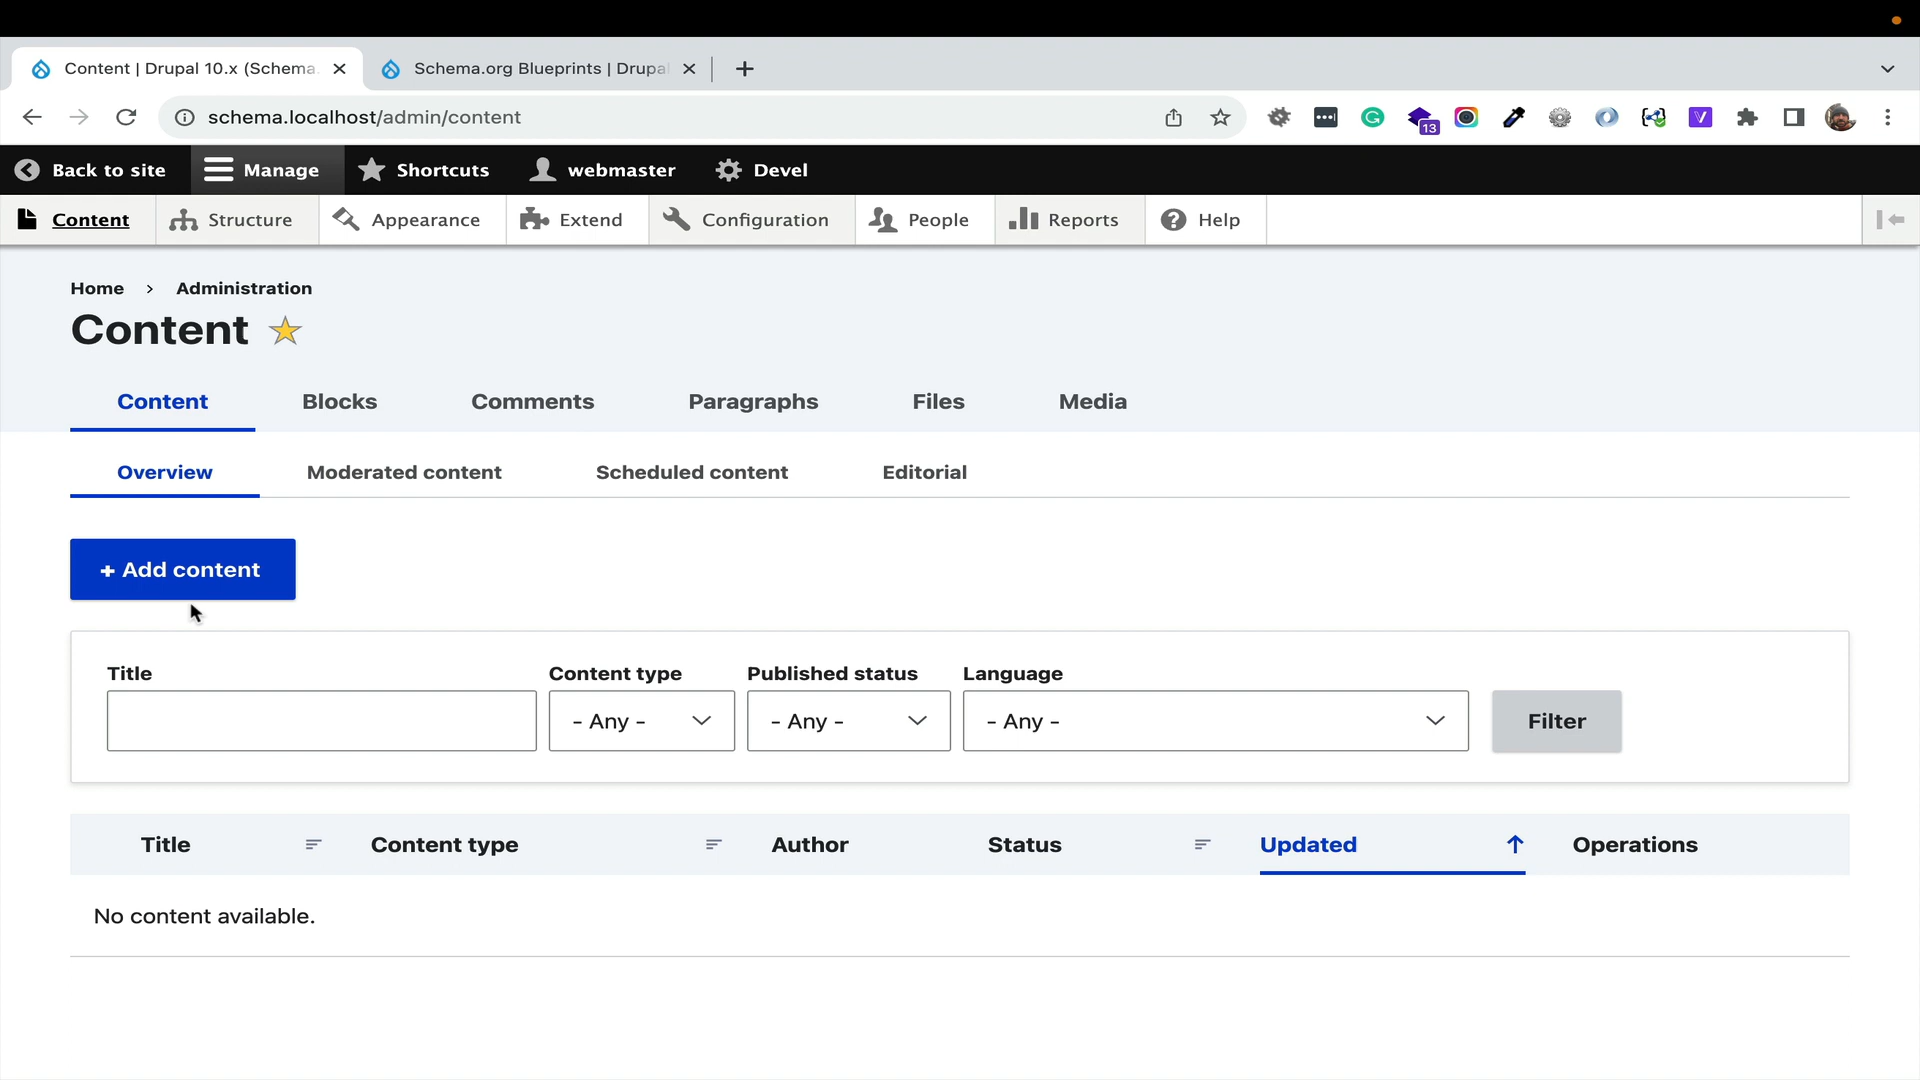 Content | Drupal 10.x (Schema.
Schema.org Blueprints | Drupal
schema.localhost/admin/content
13
Back to site
Manage
Shortcuts
webmaster
Devel
Content
Structure
Appearance
Extend
Configuration
People
Reports
Help
Home > Administration
Content
Content
Blocks
Comments
Paragraphs
Files
Media
Overview
Moderated content
Scheduled content
Editorial
+ Add content
Title
Content type
Published status
Language
- Any -
- Any -
- Any -
Filter
Title
Content type
Author
Status
Updated
Operations
No content available.